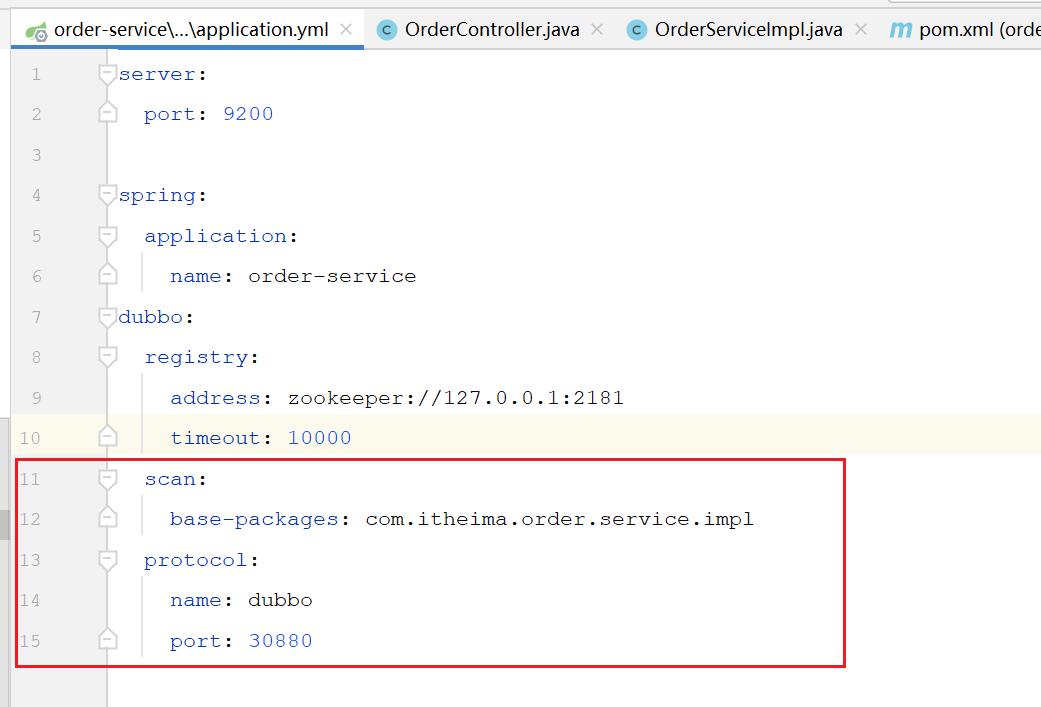 order-service\...\application.yml
OrderController.java
OrderServiceImpl.java
pom.xml (orde
1 server:
2 port: 9200
3
4 spring:
5 application:
6 name: order-service
7 dubbo:
8 registry:
9 address: zookeeper://127.0.0.1:2181
10 timeout: 10000
11 scan:
12 base-packages: com.itheima.order.service.impl
13 protocol:
14 name: dubbo
15 port: 30880